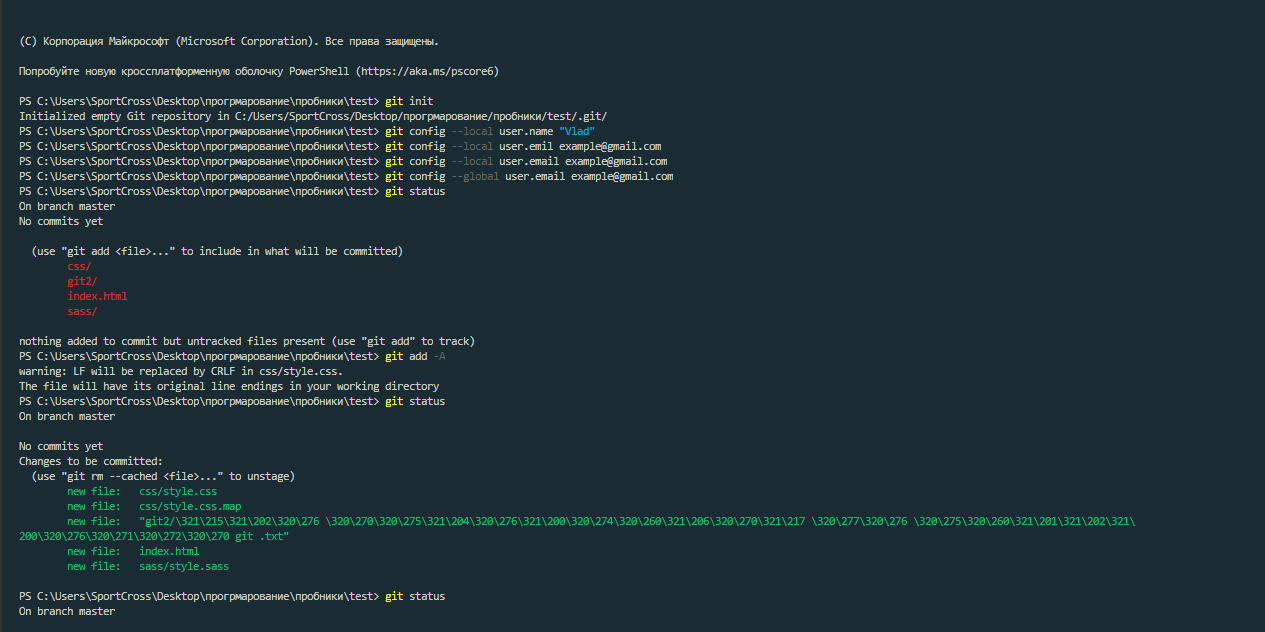 (C) Корпорация Майкрософт (Microsoft Corporation). Все права защищены.
Попробуйте новую кроссплатформенную оболочку PowerShell (https://aka.ms/pscore6)
PS C:\Users\SportCross\Desktop\прогрмарование\пробники\test> git init
Initialized empty Git repository in C:/Users/SportCross/Desktop/прогрмарование/пробники/test/.git/
PS C:\Users\SportCross\Desktop\прогрмарование\пробники\test> git config --local user.name "Vlad"
PS C:\Users\SportCross\Desktop\прогрмарование\пробники\test> git config --local user.emil example@gmail.com
PS C:\Users\SportCross\Desktop\прогрмарование\пробники\test> git config --local user.email example@gmail.com
PS C:\Users\SportCross\Desktop\прогрмарование\пробники\test> git config --global user.email example@gmail.com
PS C:\Users\SportCross\Desktop\прогрмарование\пробники\test> git status
On branch master
No commits yet
(use "git add <file>..." to include in what will be committed)
css/
git2/
index.html
sass/
nothing added to commit but untracked files present (use "git add" to track)
PS C:\Users\SportCross\Desktop\прогрмарование\пробники\test> git add -A
warning: LF will be replaced by CRLF in css/style.css.
The file will have its original line endings in your working directory
PS C:\Users\SportCross\Desktop\прогрмарование\пробники\test> git status
On branch master
No commits yet
Changes to be committed:
(use "git rm --cached <file>..." to unstage)
new file: css/style.css
new file: css/style.css.map
new file: "git2/\321\215\321\202\320\276 \320\270\320\275\321\204\320\276\321\200\320\274\320\260\321\206\320\270\321\217 \320\277\320\276 \320\275\320\260\321\201\321\202\321\
200\320\276\320\271\320\272\320\270 git .txt"
new file: index.html
new file: sass/style.sass
PS C:\Users\SportCross\Desktop\прогрмарование\пробники\test> git status
On branch master